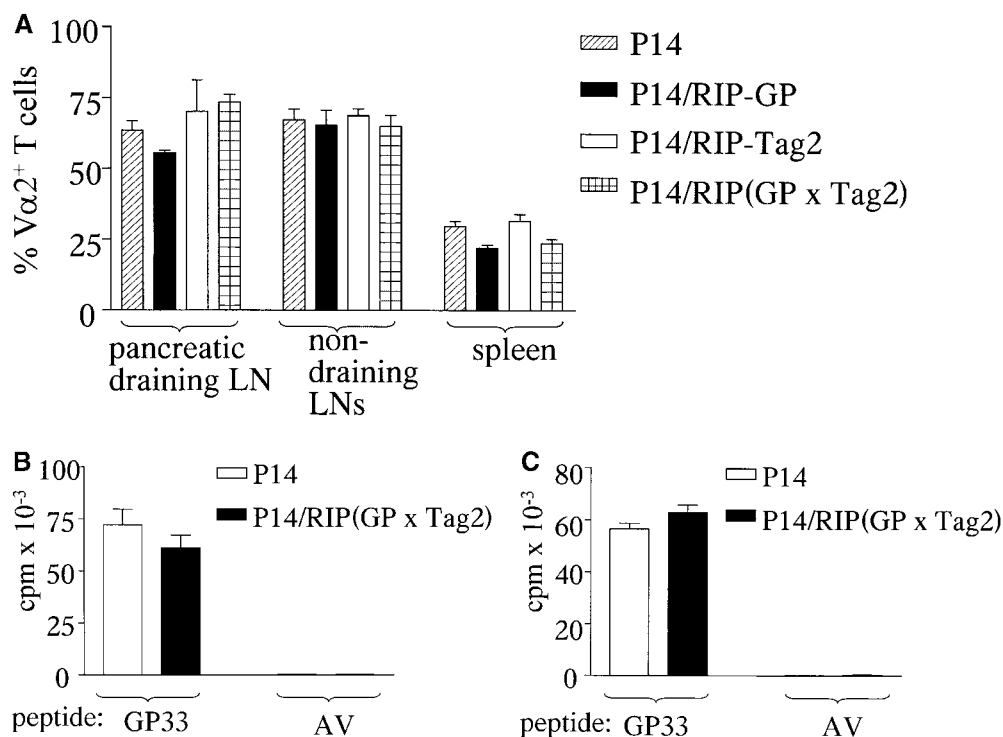 A
100
75
50
25
0
% Vα2⁺ T cells
P14
P14/RIP-GP
P14/RIP-Tag2
P14/RIP(GP x Tag2)
pancreatic
draining LN
non-
draining
LNs
spleen
B
100
75
50
25
0
cpm x 10⁻³
P14
P14/RIP(GP x Tag2)
peptide: GP33 AV
C
80
60
40
20
0
cpm x 10⁻³
P14
P14/RIP(GP x Tag2)
peptide: GP33 AV